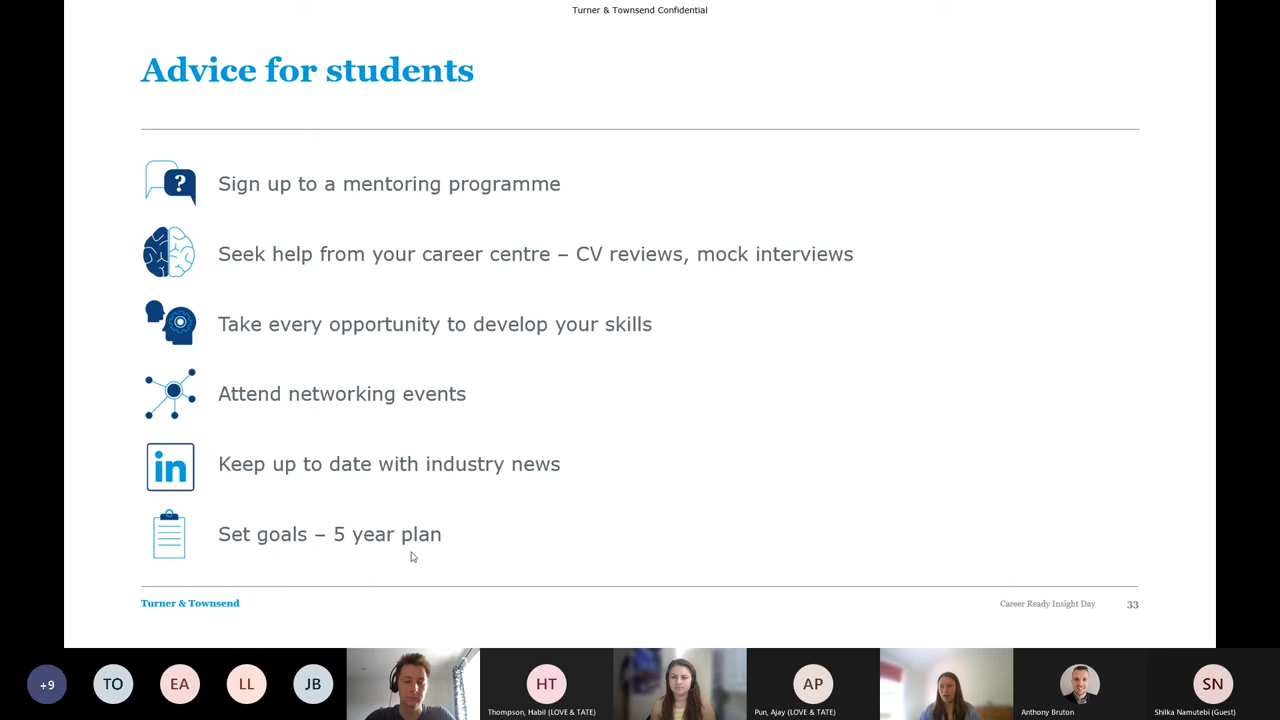 Turner & Townsend Confidential
Advice for students
?
Sign up to a mentoring programme
Seek help from your career centre – CV reviews, mock interviews
Take every opportunity to develop your skills
Attend networking events
in
Keep up to date with industry news
Set goals – 5 year plan
Turner & Townsend
Career Ready Insight Day
33
+9
TO
EA
LL
JB
HT
Thompson, Habil (LOVE & TATE)
AP
Pun, Ajay (LOVE & TATE)
Anthony Bruton
SN
Shilka Namutebi (Guest)